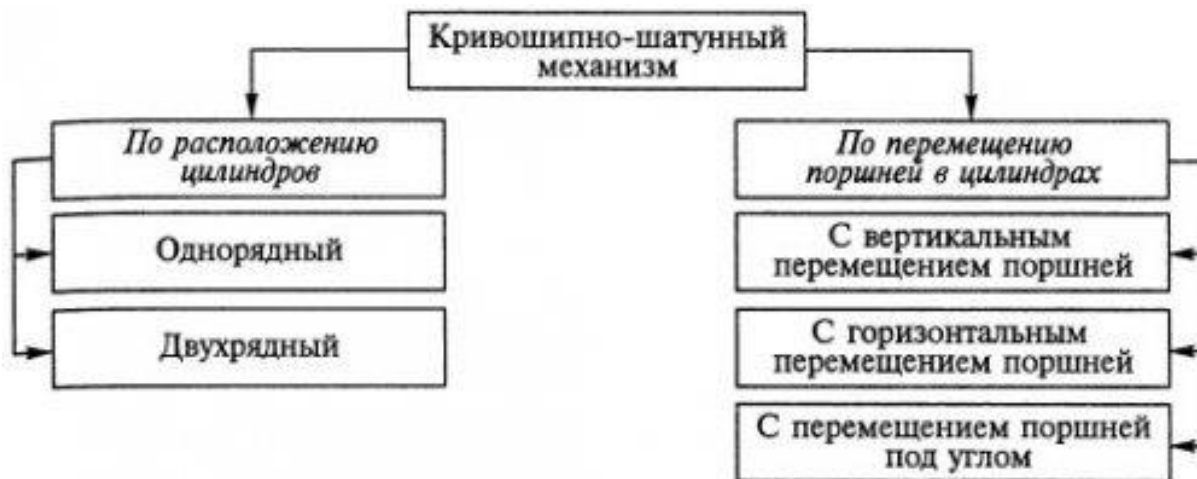 Кривошипно-шатунный
механизм
По расположению
цилиндров
Однорядный
Двухрядный
По перемещению
поршней в цилиндрах
С вертикальным
перемещением поршней
С горизонтальным
перемещением поршней
С перемещением поршней
под углом